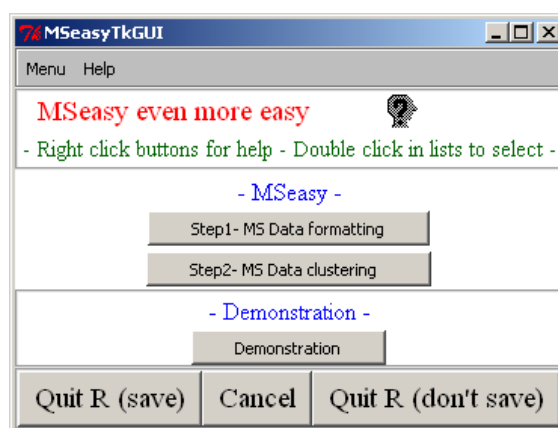 MSeasyTkGUI
Menu Help
MSeasy even more easy
- Right click buttons for help - Double click in lists to select -
- MSeasy -
Step1- MS Data formatting
Step2- MS Data clustering
- Demonstration -
Demonstration
Quit R (save) Cancel Quit R (don't save)